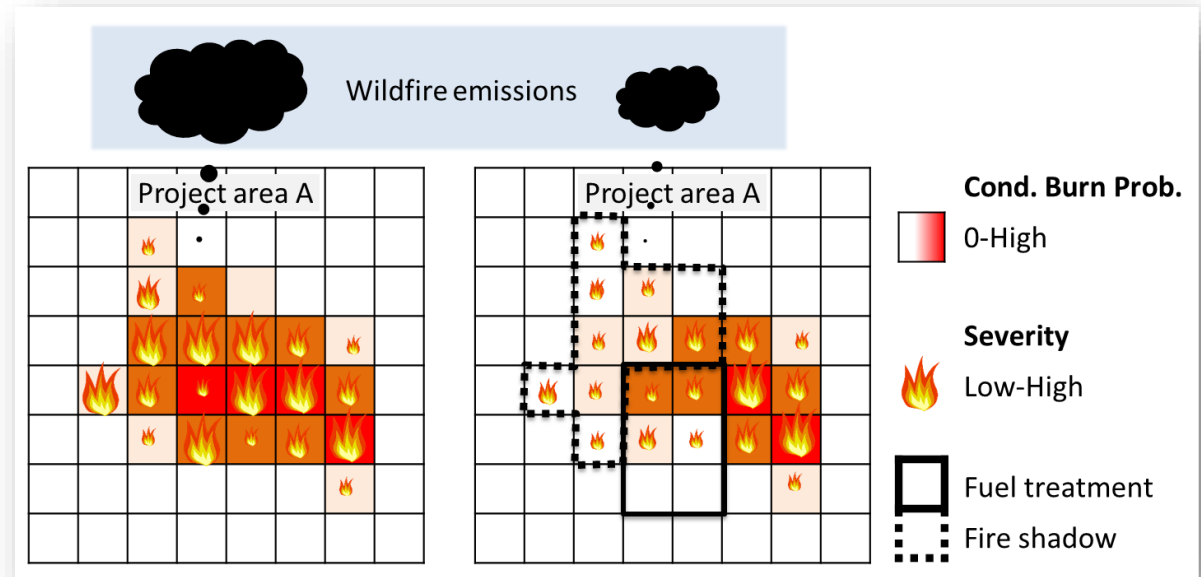 Wildfire emissions
Project area A
Project area A
Cond. Burn Prob.
0-High
Severity
Low-High
Fuel treatment
Fire shadow